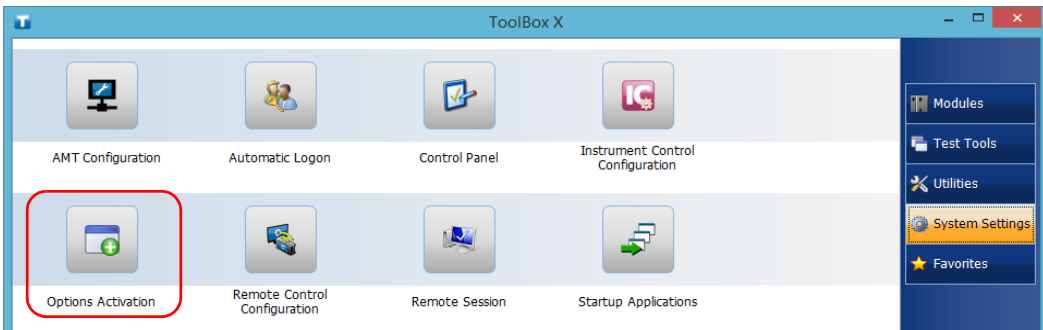 ToolBox X
AMT Configuration
Automatic Logon
Control Panel
Instrument Control
Configuration
Options Activation
Remote Control
Configuration
Remote Session
Startup Applications
Modules
Test Tools
Utilities
System Settings
Favorites